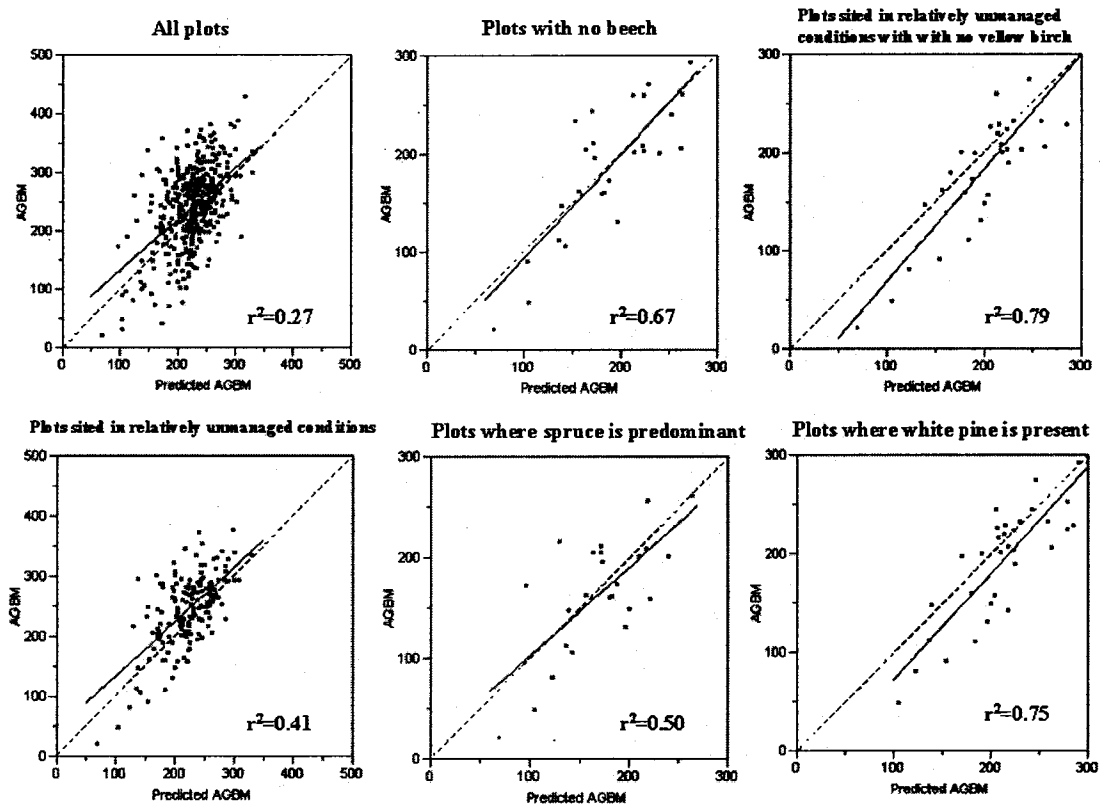 All plots
500
400
300
200
100
0
AGBM
r²=0.27
0 100 200 300 400 500
Predicted AGBM
Plots with no beech
300
200
100
0
r²=0.67
0 100 200 300
Predicted AGBM
Plots sited in relatively unmanaged
conditions with with no yellow birch
300
200
100
0
AGBM
r²=0.79
0 100 200 300
Predicted AGBM
Plots sited in relatively unmanaged conditions
500
400
300
200
100
0
AGBM
r²=0.41
0 100 200 300 400 500
Predicted AGBM
Plots where spruce is predominant
300
200
100
0
AGBM
r²=0.50
0 100 200 300
Predicted AGBM
Plots where white pine is present
300
200
100
0
AGBM
r²=0.75
0 100 200 300
Predicted AGBM